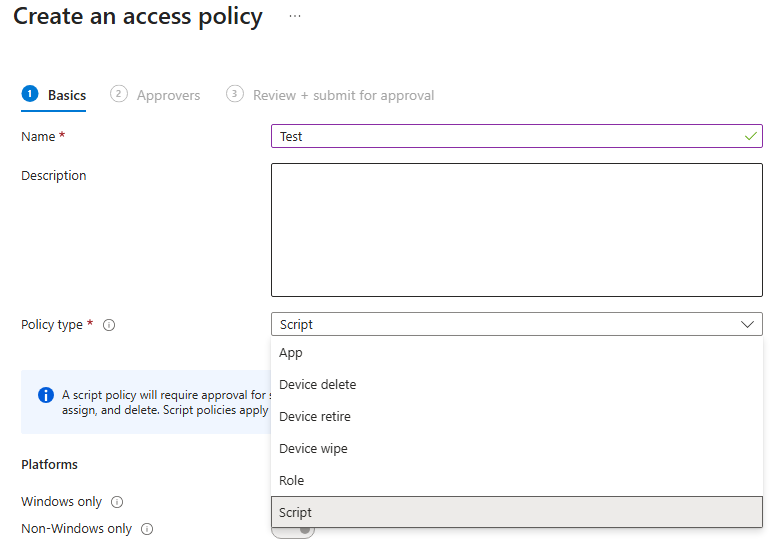 Create an access policy ...
1 Basics 2 Approvers 3 Review + submit for approval
Name * Test
Description
Policy type * Script
App
Device delete
Device retire
Device wipe
Role
Script
A script policy will require approval for
assign, and delete. Script policies apply
Platforms
Windows only
Non-Windows only